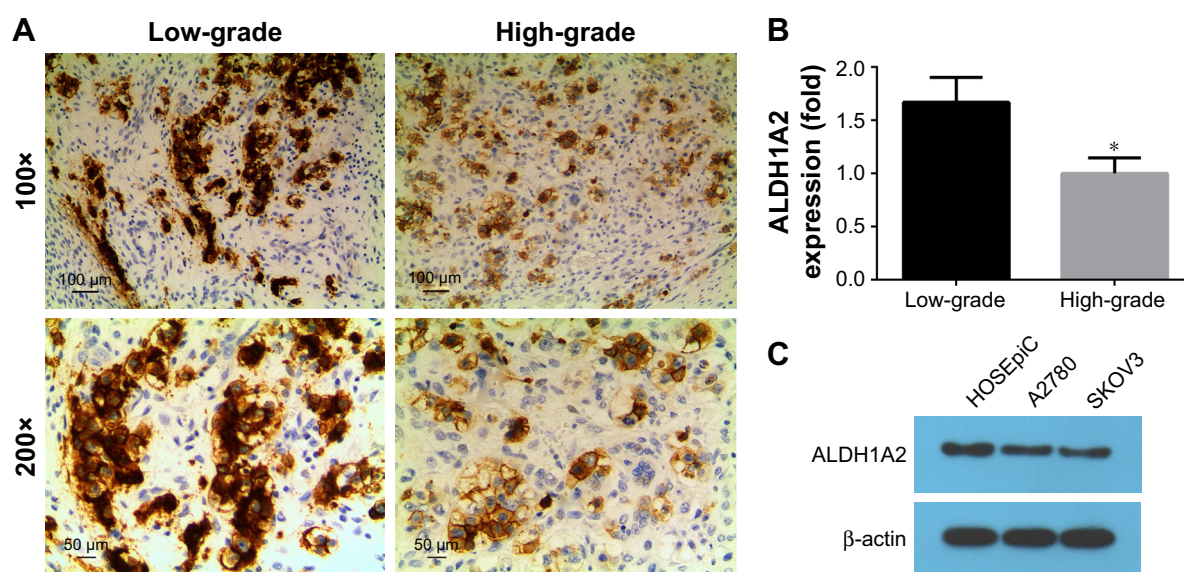 A
Low-grade
High-grade
100×
100 µm
100 µm
200×
50 µm
50 µm
B
ALDH1A2
expression (fold)
2.0
1.5
1.0
0.5
0.0
*
Low-grade
High-grade
C
HOSEpiC
A2780
SKOV3
ALDH1A2
β-actin